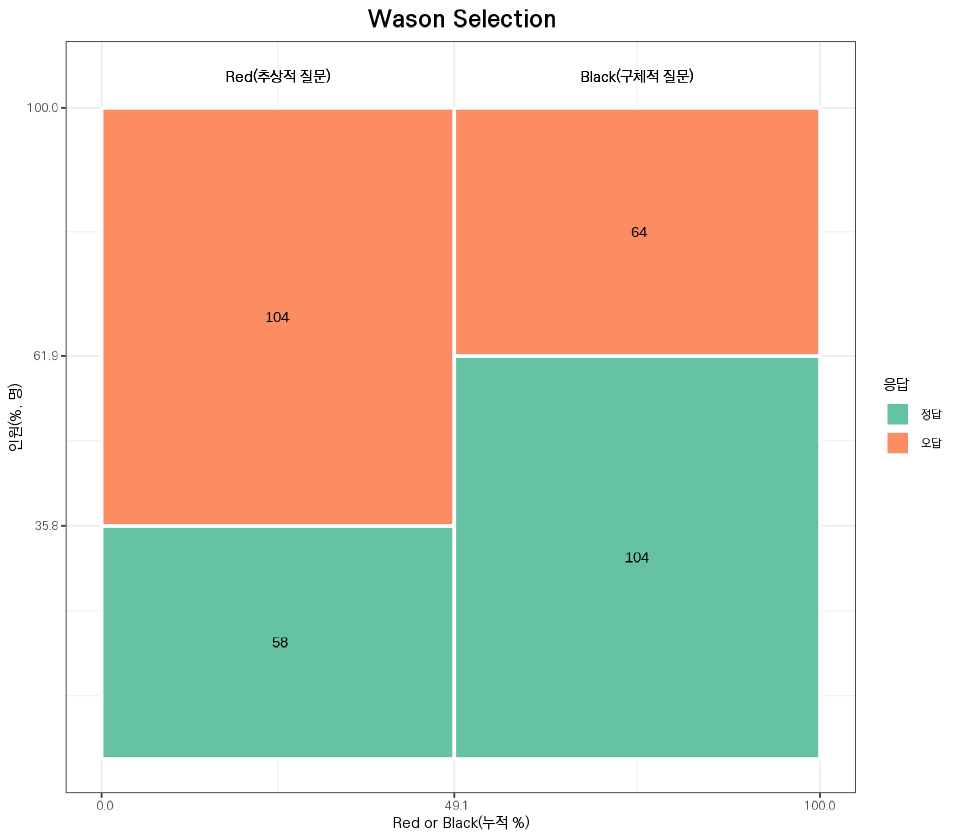 Wason Selection
Red(추상적 질문)
Black(구체적 질문)
100.0
64
104
61.9
인원(%, 명)
응답
정답
오답
35.8
104
58
0.0
49.1
100.0
Red or Black(누적 %)